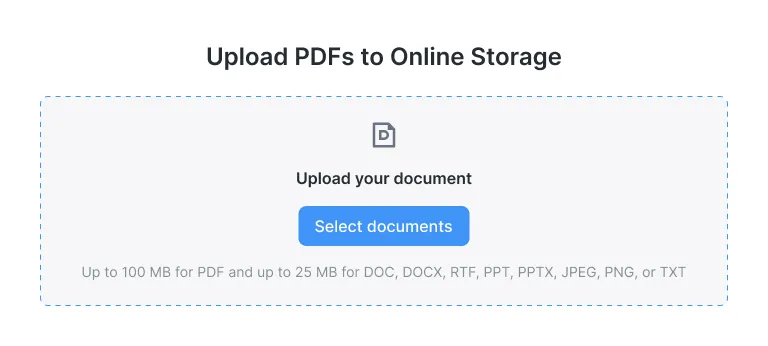 Upload PDFs to Online Storage
D
Upload your document
Select documents
Up to 100 MB for PDF and up to 25 MB for DOC, DOCX, RTF, PPT, PPTX, JPEG, PNG, or TXT